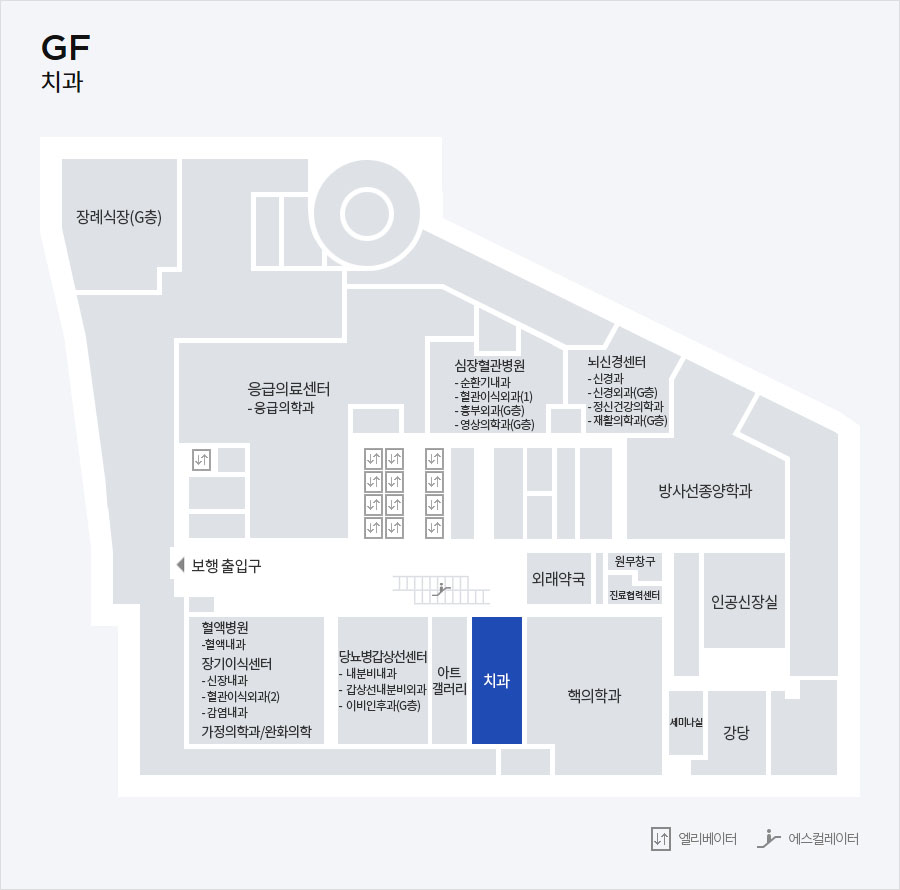 GF
치과
장례식장(G층)
응급의료센터
- 응급의학과
심장혈관병원
- 순환기내과
- 혈관이식외과(1)
- 흉부외과(G층)
- 영상의학과(G층)
뇌신경센터
- 신경과
- 신경외과(G층)
- 정신건강의학과
- 재활의학과(G층)
방사선종양학과
보행 출입구
외래약국
원무창구
진료협력센터
인공신장실
혈액병원
-혈액내과
장기이식센터
- 신장내과
- 혈관이식외과(2)
- 감염내과
가정의학과/완화의학
당뇨병갑상선센터
- 내분비내과
- 갑상선내분비외과
- 이비인후과(G층)
아트
갤러리
치과
핵의학과
세미나실
강당
엘리베이터
에스컬레이터